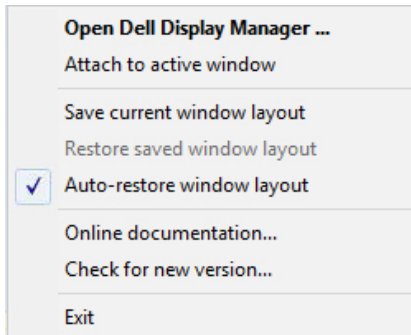 Open Dell Display Manager ...
Attach to active window
Save current window layout
Restore saved window layout
Auto-restore window layout
Online documentation...
Check for new version...
Exit